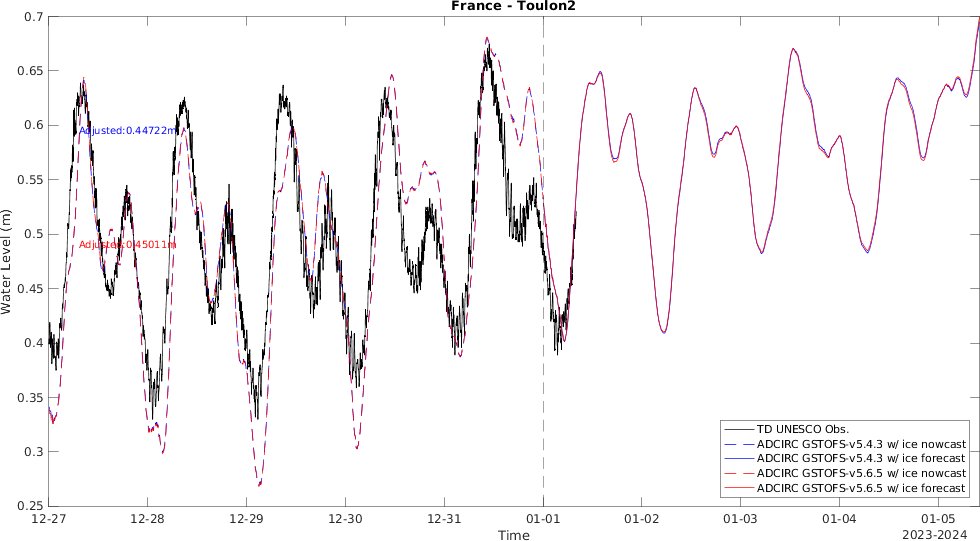 France - Toulon2
0.7
0.65
0.6
0.55
0.5
0.45
0.4
0.35
0.3
0.25
Water Level (m)
Adjusted:0.44722m
Adjusted:0.45011m
TD UNESCO Obs.
ADCIRC GSTOFS-v5.4.3 w/ ice nowcast
ADCIRC GSTOFS-v5.4.3 w/ ice forecast
ADCIRC GSTOFS-v5.6.5 w/ ice nowcast
ADCIRC GSTOFS-v5.6.5 w/ ice forecast
12-27 12-28 12-29 12-30 12-31 01-01 01-02 01-03 01-04 01-05
Time
2023-2024